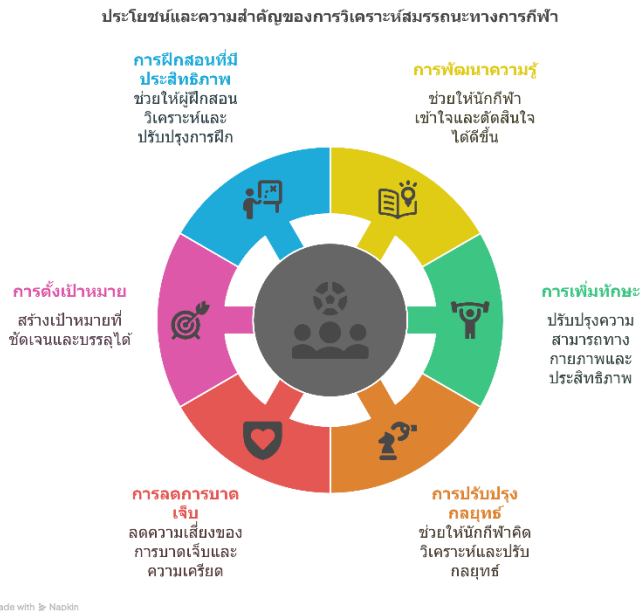 ประโยชน์และความสำคัญของการวิเคราะห์สมรรถนะทางการกีฬา
การฝึกสอนที่มี
ประสิทธิภาพ
ช่วยให้ผู้ฝึกสอน
วิเคราะห์และ
ปรับปรุงการฝึก
การพัฒนาความรู้
ช่วยให้นักกีฬา
เข้าใจและตัดสินใจ
ได้ดีขึ้น
การตั้งเป้าหมาย
สร้างเป้าหมายที่
ชัดเจนและบรรลุได้
การเพิ่มทักษะ
ปรับปรุงความ
สามารถทาง
กายภาพและ
ประสิทธิภาพ
การลดการบาด
เจ็บ
ลดความเสี่ยงของ
การบาดเจ็บและ
ความเครียด
การปรับปรุง
กลยุทธ์
ช่วยให้นักกีฬาคิด
วิเคราะห์และปรับ
กลยุทธ์
ade with Napkin